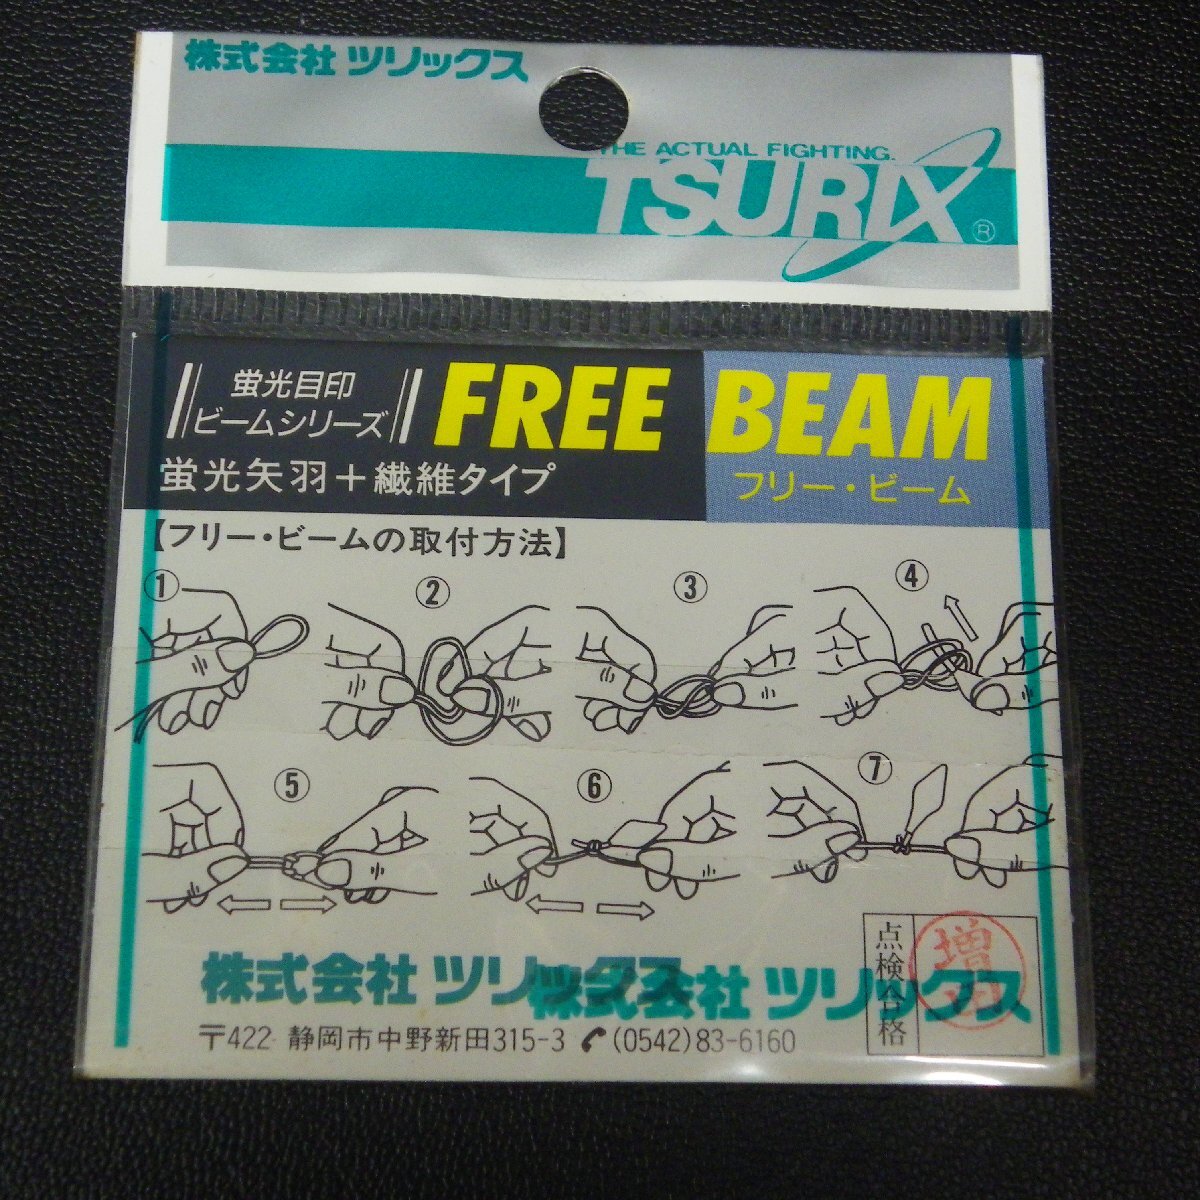 株式会社 ツリックス
THE ACTUAL FIGHTING.
TSURIX®
蛍光目印
ビームシリーズ
FREE BEAM
蛍光矢羽+繊維タイプ
フリー・ビーム
【フリー・ビームの取付方法】
①
②
③
④
⑤
⑥
⑦
株式会社 ツリックス
株式会社 ツリックス
点検合格
〒422 静岡市中野新田315-3 (0542)83-6160